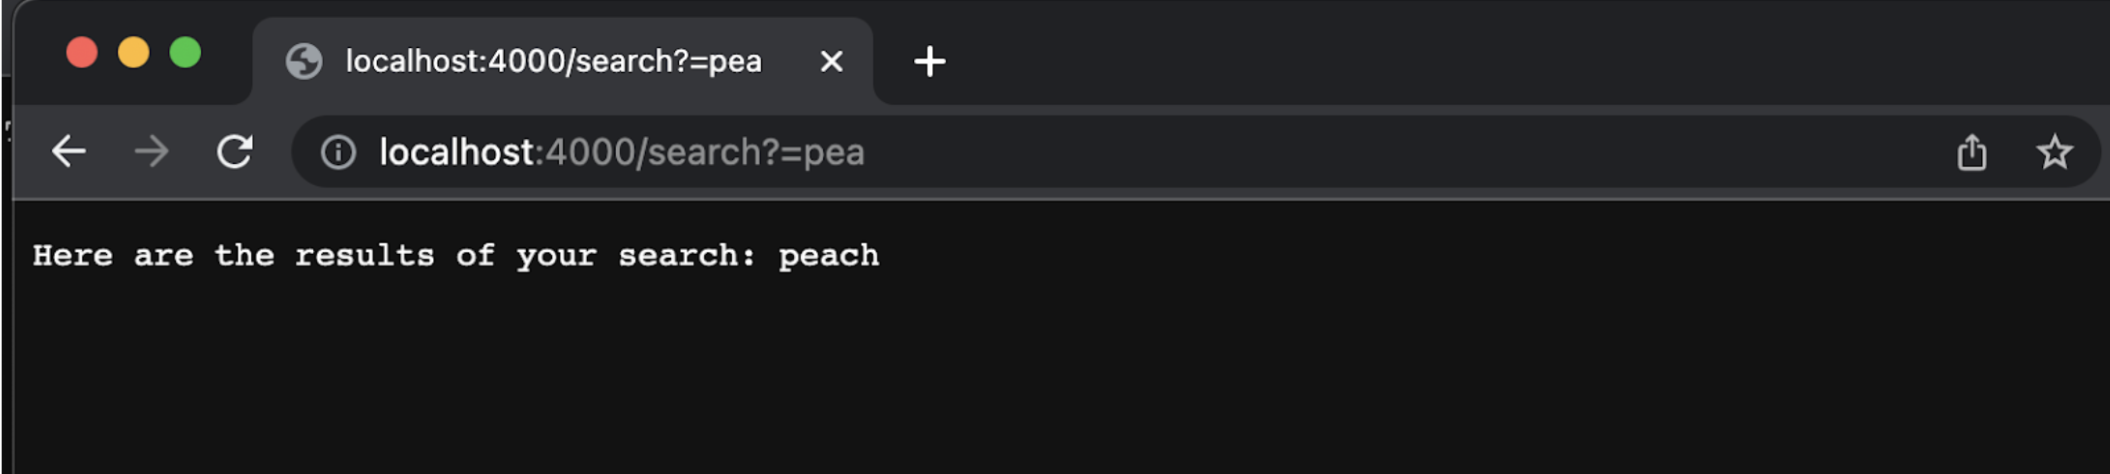 localhost:4000/search?=pea
localhost:4000/search?=pea
Here are the results of your search: peach